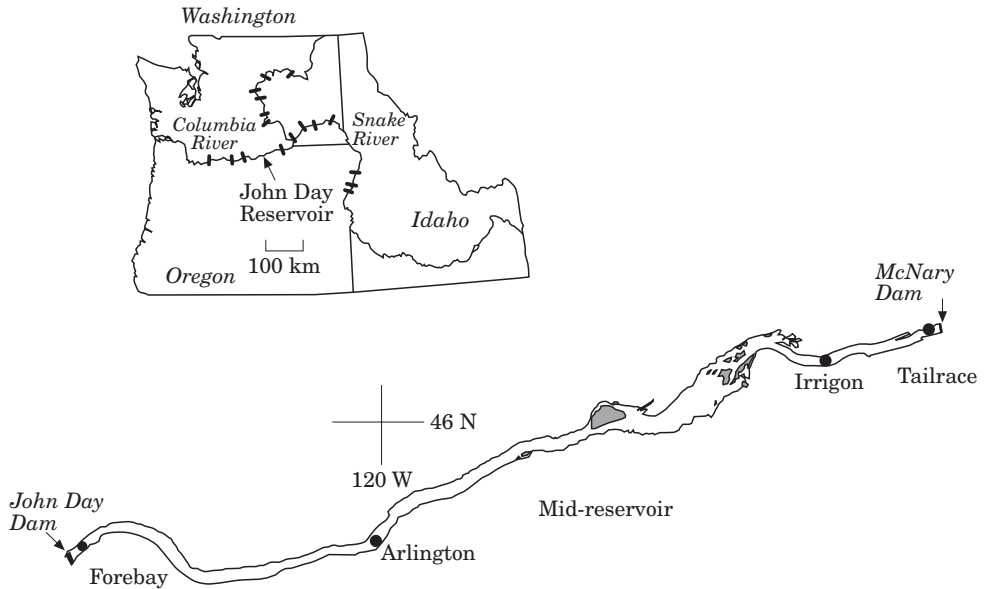 Washington
Columbia
River
Snake
River
John Day
Reservoir
Idaho
100 km
Oregon
McNary
Dam
Irrigon
Tailrace
46 N
120 W
John Day
Dam
Mid-reservoir
Arlington
Forebay